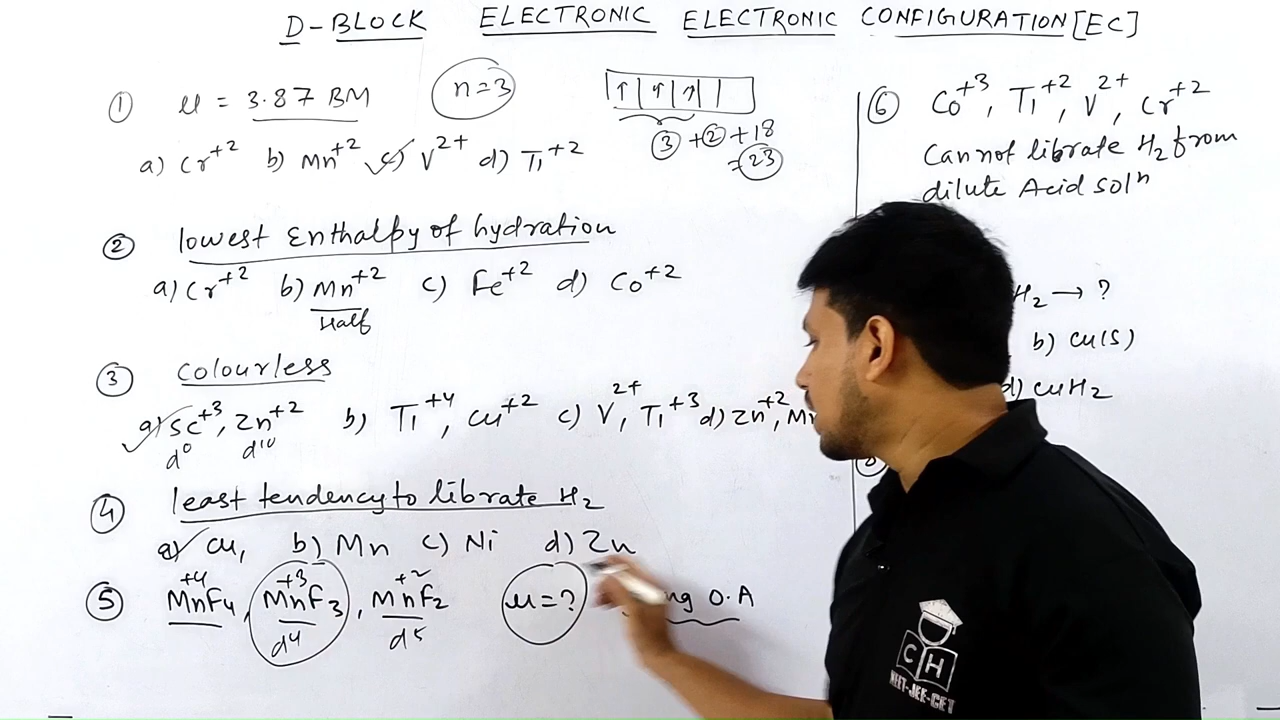 D-BLOCK ELECTRONIC ELECTRONIC CONFIGURATION [EC]
① μ = 3.87 BM n=3 ↑ ↑ ↑
③ + ② + 18
= 23
a) Cr+2 b) Mn+2 c) V2+ d) Ti+2
② lowest Enthalpy of hydration
a) Cr+2 b) Mn+2 c) Fe+2 d) Co+2
Half
③ colourless
a) Sc+3, Zn+2 b) Ti+4, Cu+2 c) V2+, Ti+3 d) Zn+2, Mn
d0 d10
④ least tendency to librate H2
a) Cu, b) Mn c) Ni d) Zn
+4 +3 +2
⑤ MnF4, MnF3, MnF2 μ=? O.A
d4 d5
⑥ Co+3, Ti+2, V2+, Cr+2
Cannot librate H2 from
dilute Acid soln
H2 → ?
b) Cu(s)
d) CuH2
CH
NEET-JEE-CET